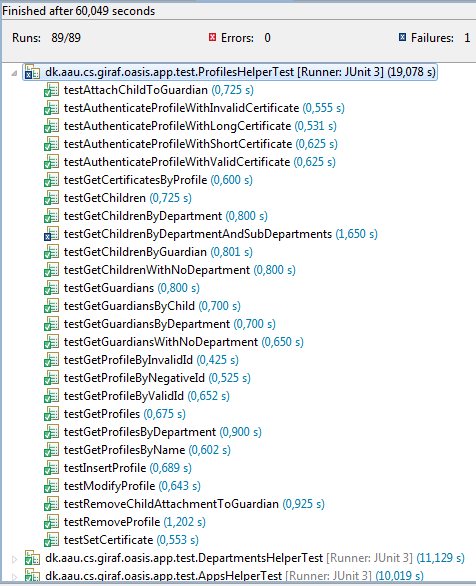 Finished after 60,049 seconds
Runs: 89/89 Errors: 0 Failures: 1
dk.aau.cs.giraf.oasis.app.test.ProfilesHelperTest [Runner: JUnit 3] (19,078 s)
testAttachChildToGuardian (0,725 s)
testAuthenticateProfileWithInvalidCertificate (0,555 s)
testAuthenticateProfileWithLongCertificate (0,531 s)
testAuthenticateProfileWithShortCertificate (0,625 s)
testAuthenticateProfileWithValidCertificate (0,625 s)
testGetCertificatesByProfile (0,600 s)
testGetChildren (0,725 s)
testGetChildrenByDepartment (0,800 s)
testGetChildrenByDepartmentAndSubDepartments (1,650 s)
testGetChildrenByGuardian (0,801 s)
testGetChildrenWithNoDepartment (0,800 s)
testGetGuardians (0,800 s)
testGetGuardiansByChild (0,700 s)
testGetGuardiansByDepartment (0,700 s)
testGetGuardiansWithNoDepartment (0,650 s)
testGetProfileByInvalidId (0,425 s)
testGetProfileByNegativeId (0,525 s)
testGetProfileByValidId (0,652 s)
testGetProfiles (0,675 s)
testGetProfilesByDepartment (0,900 s)
testGetProfilesByName (0,602 s)
testInsertProfile (0,689 s)
testModifyProfile (0,643 s)
testRemoveChildAttachmentToGuardian (0,925 s)
testRemoveProfile (1,202 s)
testSetCertificate (0,553 s)
dk.aau.cs.giraf.oasis.app.test.DepartmentsHelperTest [Runner: JUnit 3] (11,129 s)
dk.aau.cs.giraf.oasis.app.test.AppsHelperTest [Runner: JUnit 3] (10,019 s)